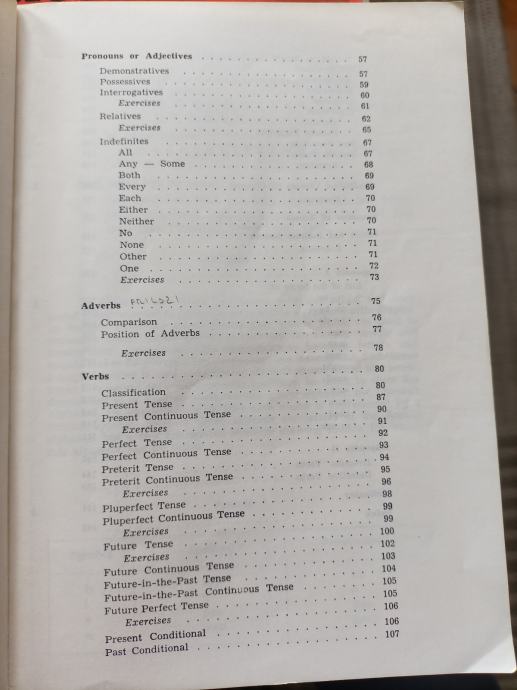 Pronouns or Adjectives . . . . . . . . . . . . . . . . . 57
Demonstratives . . . . . . . . . . . . . . . . . 57
Possessives . . . . . . . . . . . . . . . . . 59
Interrogatives . . . . . . . . . . . . . . . . . 60
Exercises . . . . . . . . . . . . . . . . . 61
Relatives . . . . . . . . . . . . . . . . . 62
Exercises . . . . . . . . . . . . . . . . . 65
Indefinites . . . . . . . . . . . . . . . . . 67
All . . . . . . . . . . . . . . . . . 67
Any — Some . . . . . . . . . . . . . . . . . 68
Both . . . . . . . . . . . . . . . . . 69
Every . . . . . . . . . . . . . . . . . 69
Each . . . . . . . . . . . . . . . . . 70
Either . . . . . . . . . . . . . . . . . 70
Neither . . . . . . . . . . . . . . . . . 70
No . . . . . . . . . . . . . . . . . 71
None . . . . . . . . . . . . . . . . . 71
Other . . . . . . . . . . . . . . . . . 71
One . . . . . . . . . . . . . . . . . 72
Exercises . . . . . . . . . . . . . . . . . 73
Adverbs . . . . . . . . . . . . . . . . . 75
Comparison . . . . . . . . . . . . . . . . . 76
Position of Adverbs . . . . . . . . . . . . . . . . . 77
Exercises . . . . . . . . . . . . . . . . . 78
Verbs . . . . . . . . . . . . . . . . . 80
Classification . . . . . . . . . . . . . . . . . 80
Present Tense . . . . . . . . . . . . . . . . . 87
Present Continuous Tense . . . . . . . . . . . . . 90
Exercises . . . . . . . . . . . . . . . . . 91
Perfect Tense . . . . . . . . . . . . . . . . . 92
Perfect Continuous Tense . . . . . . . . . . . . . 93
Preterit Tense . . . . . . . . . . . . . . . . . 94
Preterit Continuous Tense . . . . . . . . . . . . . 95
Exercises . . . . . . . . . . . . . . . . . 96
Pluperfect Tense . . . . . . . . . . . . . . . . . 98
Pluperfect Continuous Tense . . . . . . . . . . . . 99
Exercises . . . . . . . . . . . . . . . . . 99
Future Tense . . . . . . . . . . . . . . . . . 100
Exercises . . . . . . . . . . . . . . . . . 102
Future Continuous Tense . . . . . . . . . . . . . 103
Future-in-the-Past Tense . . . . . . . . . . . . . 104
Future-in-the-Past Continuous Tense . . . . . . . . 105
Future Perfect Tense . . . . . . . . . . . . . . . 105
Exercises . . . . . . . . . . . . . . . . . 106
Present Conditional . . . . . . . . . . . . . . . 106
Past Conditional . . . . . . . . . . . . . . . . . 107